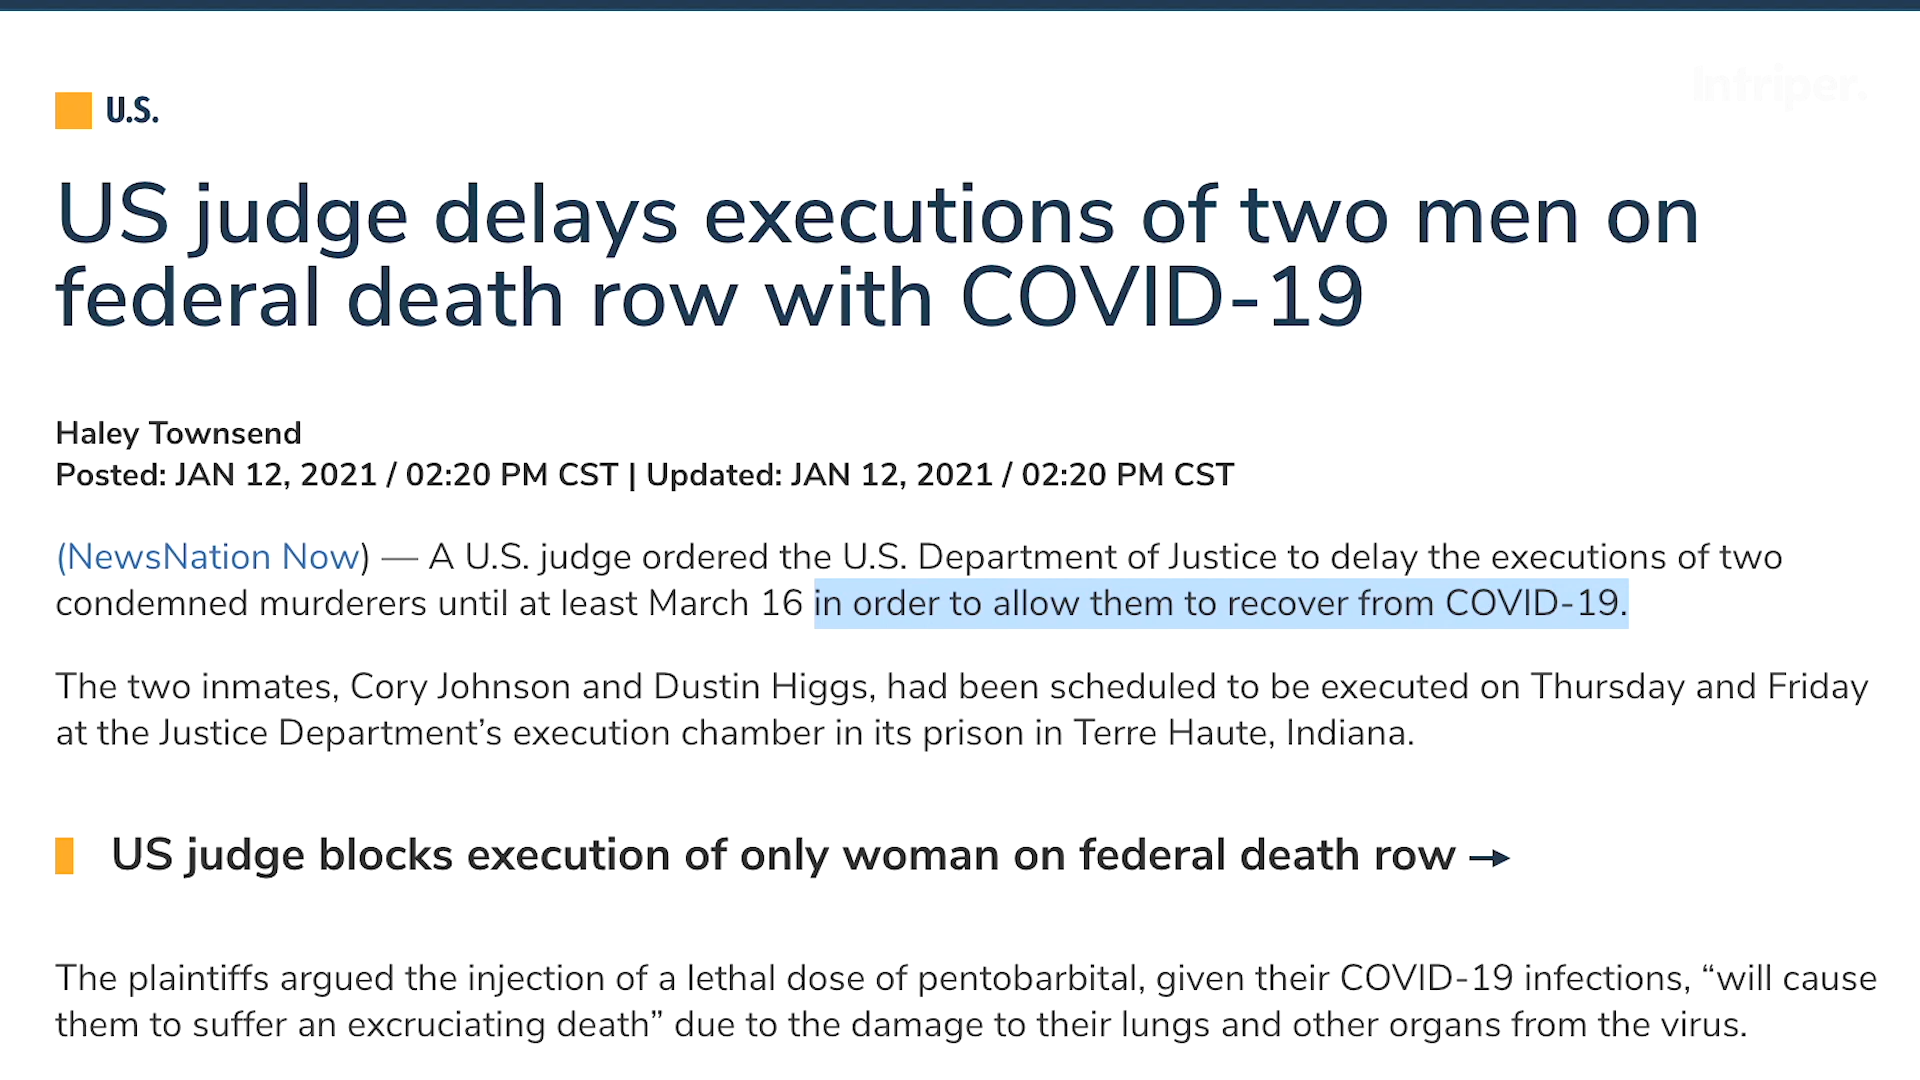 intriper.
U.S.
US judge delays executions of two men on
federal death row with COVID-19
Haley Townsend
Posted: JAN 12, 2021 / 02:20 PM CST | Updated: JAN 12, 2021 / 02:20 PM CST
(NewsNation Now) — A U.S. judge ordered the U.S. Department of Justice to delay the executions of two
condemned murderers until at least March 16 in order to allow them to recover from COVID-19.
The two inmates, Cory Johnson and Dustin Higgs, had been scheduled to be executed on Thursday and Friday
at the Justice Department’s execution chamber in its prison in Terre Haute, Indiana.
US judge blocks execution of only woman on federal death row →
The plaintiffs argued the injection of a lethal dose of pentobarbital, given their COVID-19 infections, “will cause
them to suffer an excruciating death” due to the damage to their lungs and other organs from the virus.